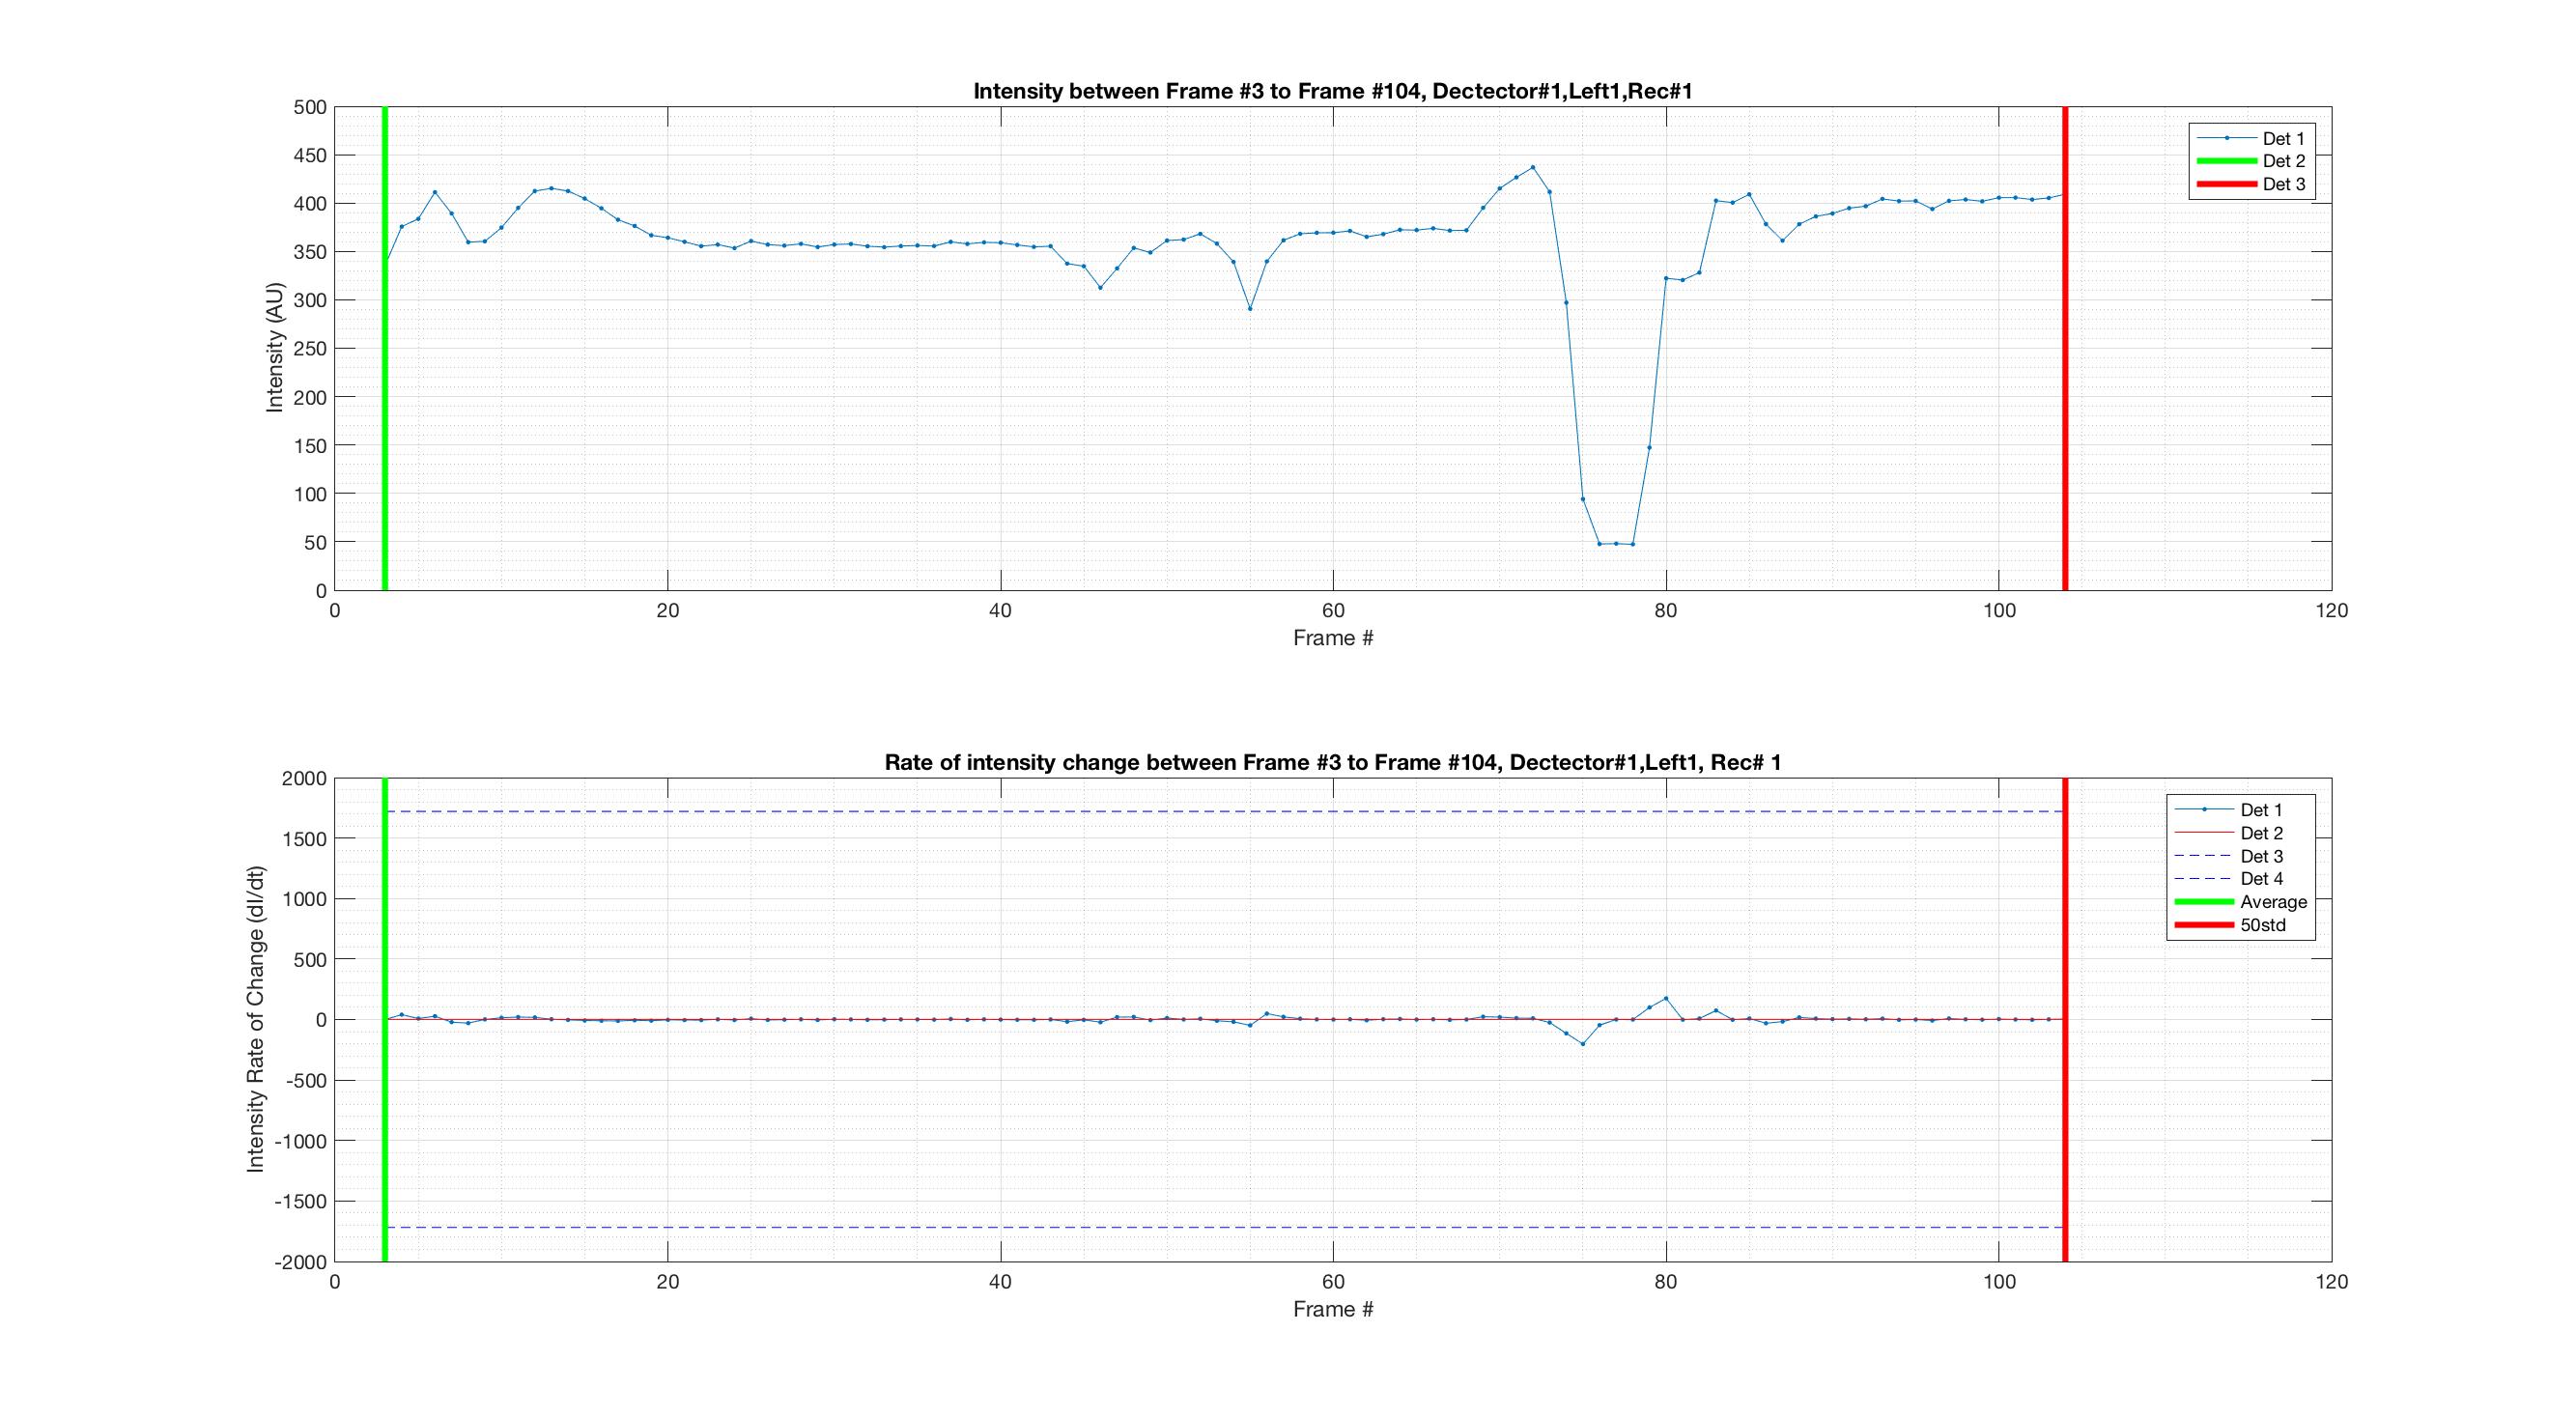 Intensity between Frame #3 to Frame #104, Dectector#1,Left1,Rec#1
500
450
400
350
300
250
200
150
100
50
0
Intensity (AU)
0 20 40 60 80 100 120
Frame #
Det 1
Det 2
Det 3
Rate of intensity change between Frame #3 to Frame #104, Dectector#1,Left1, Rec# 1
2000
1500
1000
500
0
-500
-1000
-1500
-2000
Intensity Rate of Change (dI/dt)
0 20 40 60 80 100 120
Frame #
Det 1
Det 2
Det 3
Det 4
Average
50std